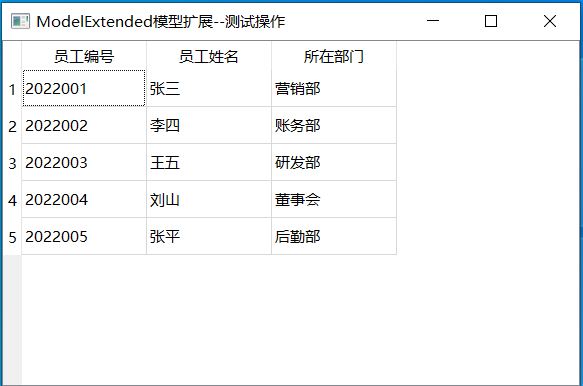 ModelExtended模型扩展--测试操作
员工编号 员工姓名 所在部门
1 2022001 张三 营销部
2 2022002 李四 账务部
3 2022003 王五 研发部
4 2022004 刘山 董事会
5 2022005 张平 后勤部